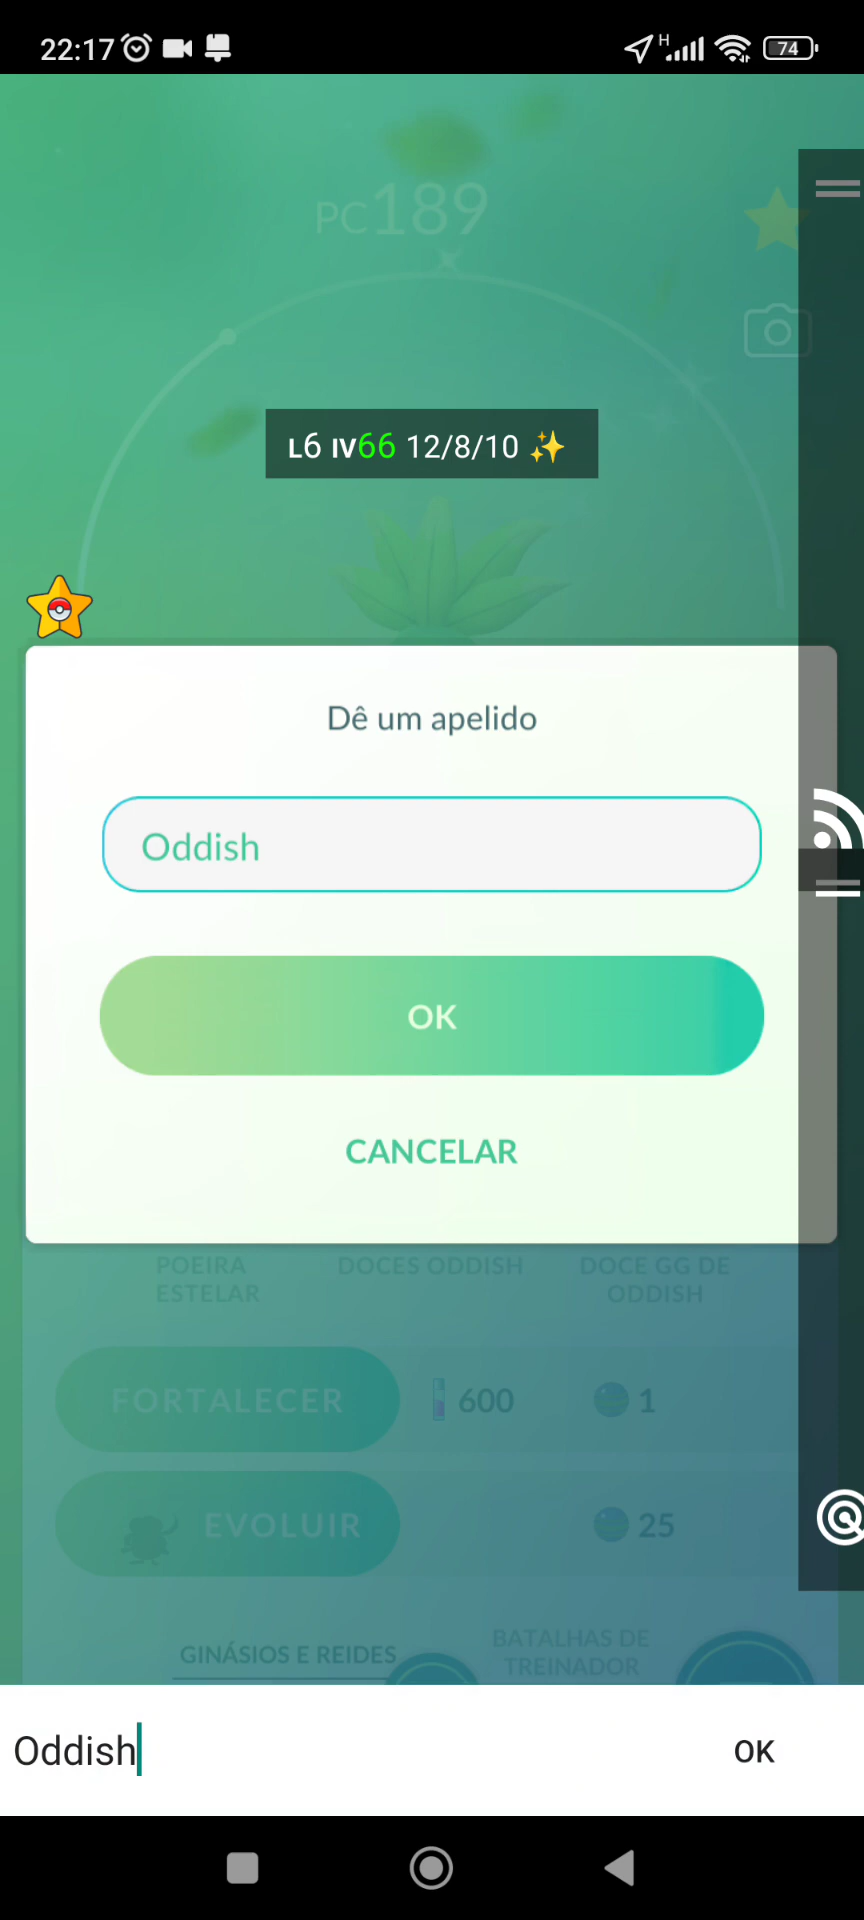 22:17
H
74
PC189
L6 IV66 12/8/10 ✨
Dê um apelido
Oddish
OK
CANCELAR
POEIRA ESTELAR
DOCES ODDISH
DOCE GG DE ODDISH
FORTALECER
600
1
EVOLUIR
25
GINÁSIOS E REIDES
BATALHAS DE TREINADOR
Oddish
OK